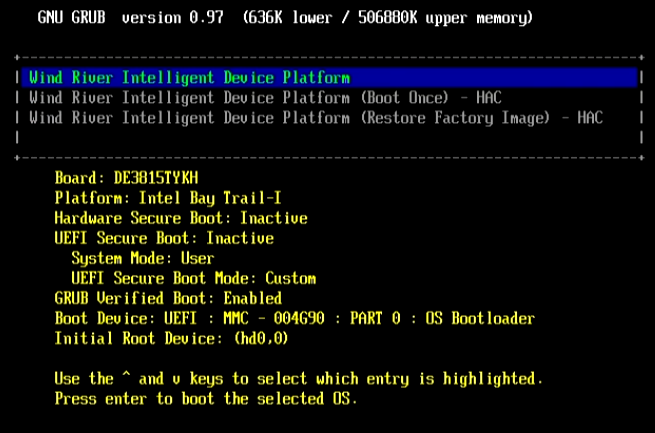 GNU GRUB version 0.97 (636K lower / 506880K upper memory)
Wind River Intelligent Device Platform
Wind River Intelligent Device Platform (Boot Once) - HAC
Wind River Intelligent Device Platform (Restore Factory Image) - HAC
Board: DE3815TYKH
Platform: Intel Bay Trail-I
Hardware Secure Boot: Inactive
UEFI Secure Boot: Inactive
System Mode: User
UEFI Secure Boot Mode: Custom
GRUB Verified Boot: Enabled
Boot Device: UEFI : MMC - 004G90 : PART 0 : OS Bootloader
Initial Root Device: (hd0,0)
Use the ^ and v keys to select which entry is highlighted.
Press enter to boot the selected OS.